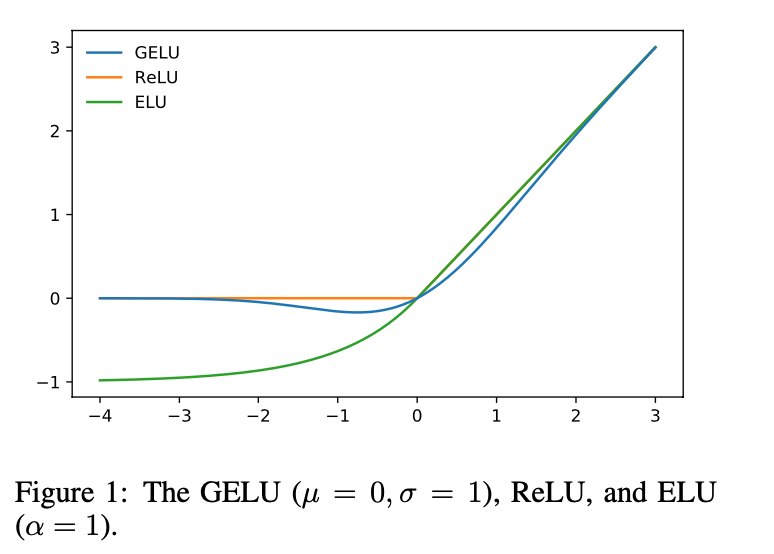 3
2
1
0
−1
GELU
ReLU
ELU
−4 −3 −2 −1 0 1 2 3
Figure 1: The GELU (μ = 0, σ = 1), ReLU, and ELU
(α = 1).